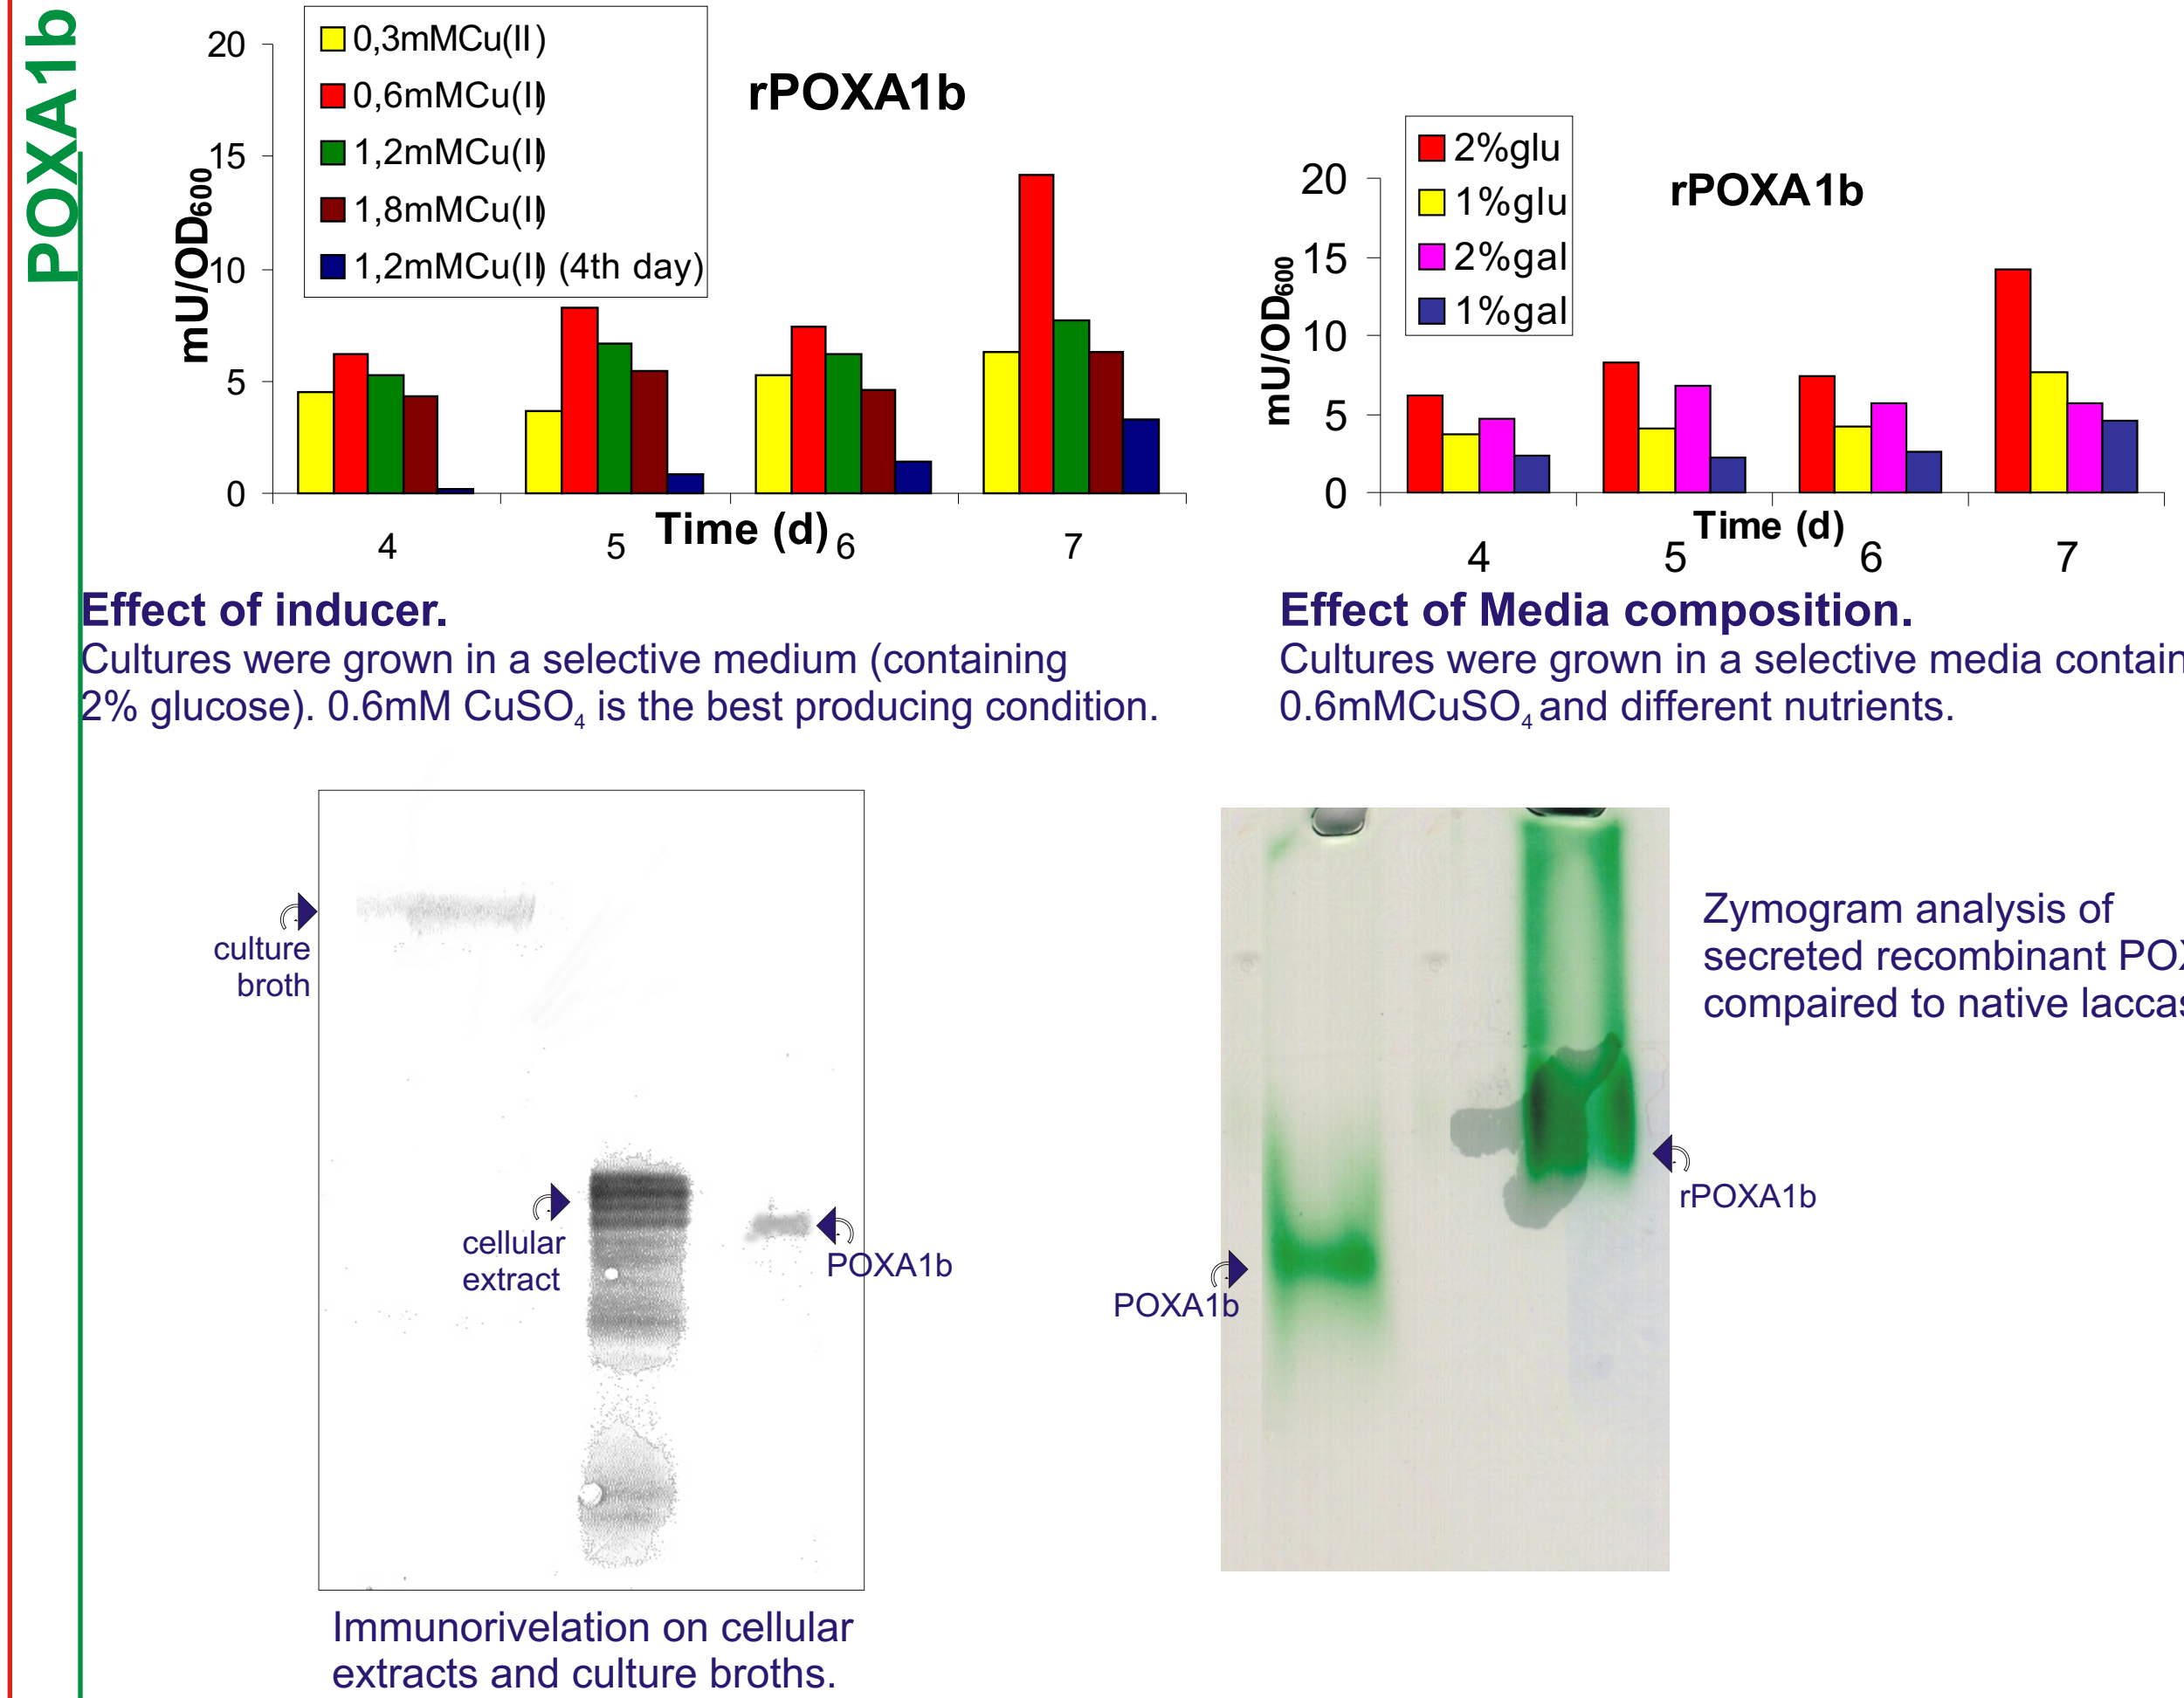 POXA1b
20
15
10
5
0
mU/OD600
0,3mMCu(II)
0,6mMCu(II)
1,2mMCu(II)
1,8mMCu(II)
1,2mMCu(II) (4th day)
rPOXA1b
4
5
6
7
Time (d)
20
15
10
5
0
mU/OD600
2%glu
1%glu
2%gal
1%gal
rPOXA1b
4
5
6
7
Time (d)
Effect of inducer.
Cultures were grown in a selective medium (containing
2% glucose). 0.6mM CuSO4 is the best producing condition.
Effect of Media composition.
Cultures were grown in a selective media contain
0.6mMCuSO4 and different nutrients.
culture
broth
cellular
extract
POXA1b
Immunorivelation on cellular
extracts and culture broths.
POXA1b
rPOXA1b
Zymogram analysis of
secreted recombinant POX
compaired to native laccas